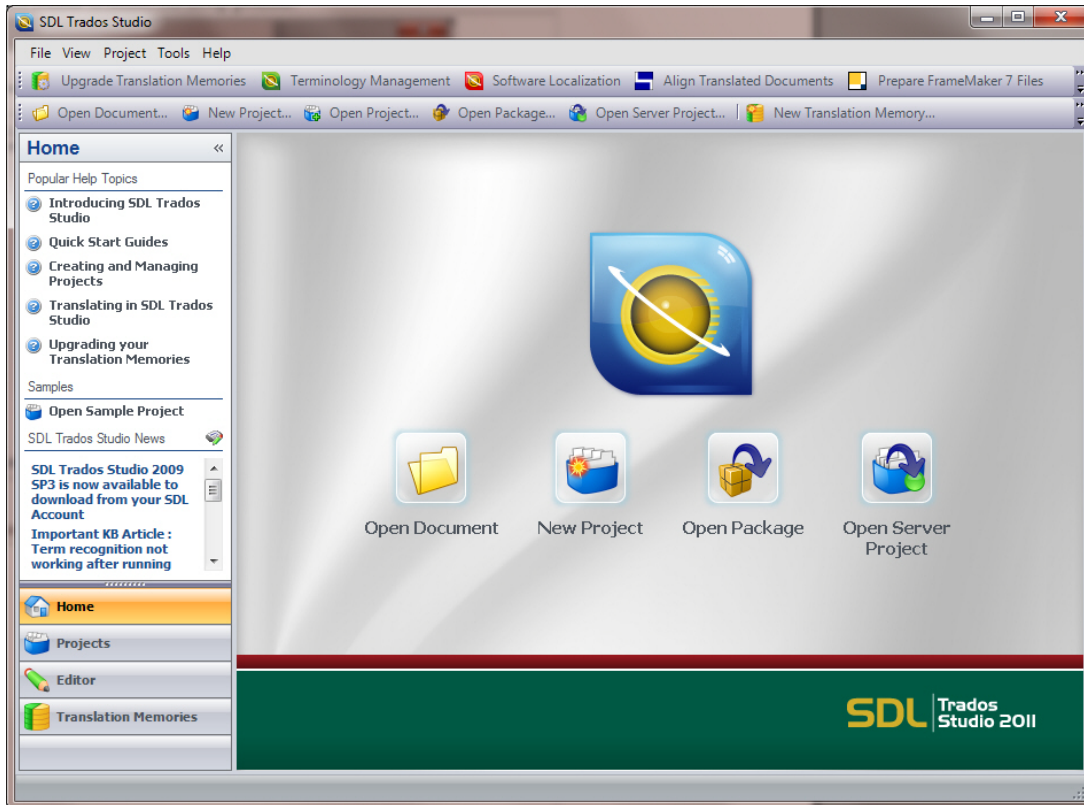 SDL Trados Studio
File View Project Tools Help
Upgrade Translation Memories Terminology Management Software Localization Align Translated Documents Prepare FrameMaker 7 Files
Open Document... New Project... Open Project... Open Package... Open Server Project... New Translation Memory...
Home «
Popular Help Topics
Introducing SDL Trados
Studio
Quick Start Guides
Creating and Managing
Projects
Translating in SDL Trados
Studio
Upgrading your
Translation Memories
Samples
Open Sample Project
SDL Trados Studio News
SDL Trados Studio 2009
SP3 is now available to
download from your SDL
Account
Important KB Article :
Term recognition not
working after running
Home
Projects
Editor
Translation Memories
Open Document
New Project
Open Package
Open Server
Project
SDL
Trados
Studio 2011